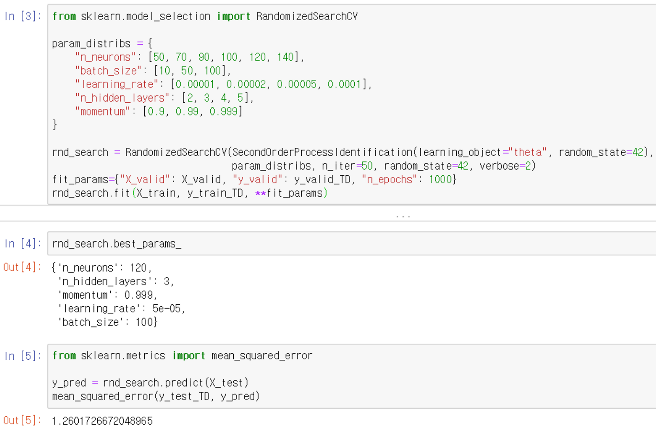 In [3]: from sklearn.model_selection import RandomizedSearchCV
param_distribs = {
"n_neurons": [50, 70, 90, 100, 120, 140],
"batch_size": [10, 50, 100],
"learning_rate": [0.00001, 0.00002, 0.00005, 0.0001],
"n_hidden_layers": [2, 3, 4, 5],
"momentum": [0.9, 0.99, 0.999]
}
rnd_search = RandomizedSearchCV(SecondOrderProcessIdentification(learning_object="theta", random_state=42),
param_distribs, n_iter=50, random_state=42, verbose=2)
fit_params={"X_valid": X_valid, "y_valid": y_valid_TD, "n_epochs": 1000}
rnd_search.fit(X_train, y_train_TD, **fit_params)
...
In [4]: rnd_search.best_params_
Out[4]: {'n_neurons': 120,
'n_hidden_layers': 3,
'momentum': 0.999,
'learning_rate': 5e-05,
'batch_size': 100}
In [5]: from sklearn.metrics import mean_squared_error
y_pred = rnd_search.predict(X_test)
mean_squared_error(y_test_TD, y_pred)
Out[5]: 1.2601726672048965